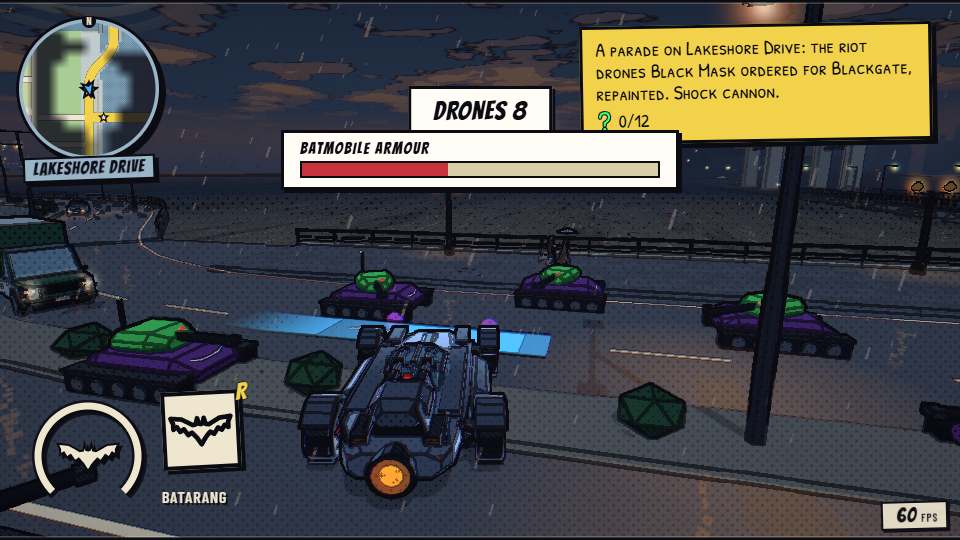 N
LAKESHORE DRIVE
A PARADE ON LAKESHORE DRIVE: THE RIOT
DRONES BLACK MASK ORDERED FOR BLACKGATE,
REPAINTED. SHOCK CANNON.
? 0/12
DRONES 8
BATMOBILE ARMOUR
R
BATARANG /
60 FPS